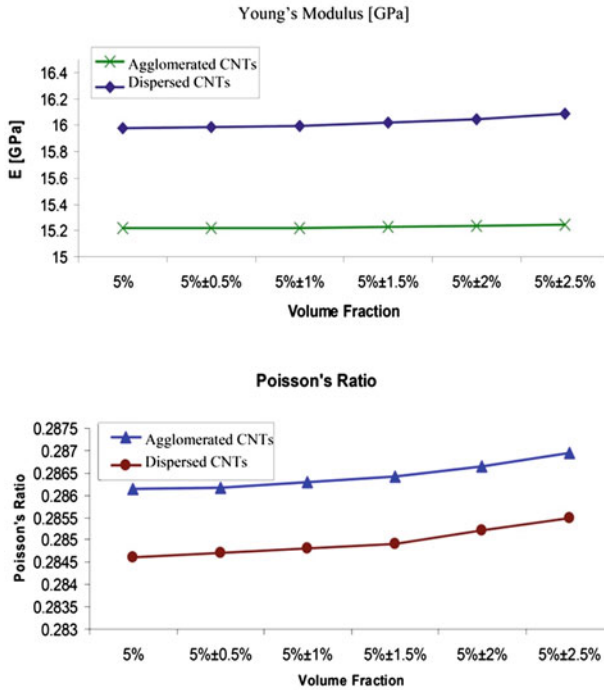 Young's Modulus [GPa]
Agglomerated CNTs
Dispersed CNTs
16.4
16.2
16
15.8
15.6
15.4
15.2
15
E [GPa]
5% 5%±0.5% 5%±1% 5%±1.5% 5%±2% 5%±2.5%
Volume Fraction
Poisson's Ratio
Agglomerated CNTs
Dispersed CNTs
0.2875
0.287
0.2865
0.286
0.2855
0.285
0.2845
0.284
0.2835
0.283
Poisson's Ratio
5% 5%±0.5% 5%±1% 5%±1.5% 5%±2% 5%±2.5%
Volume Fraction